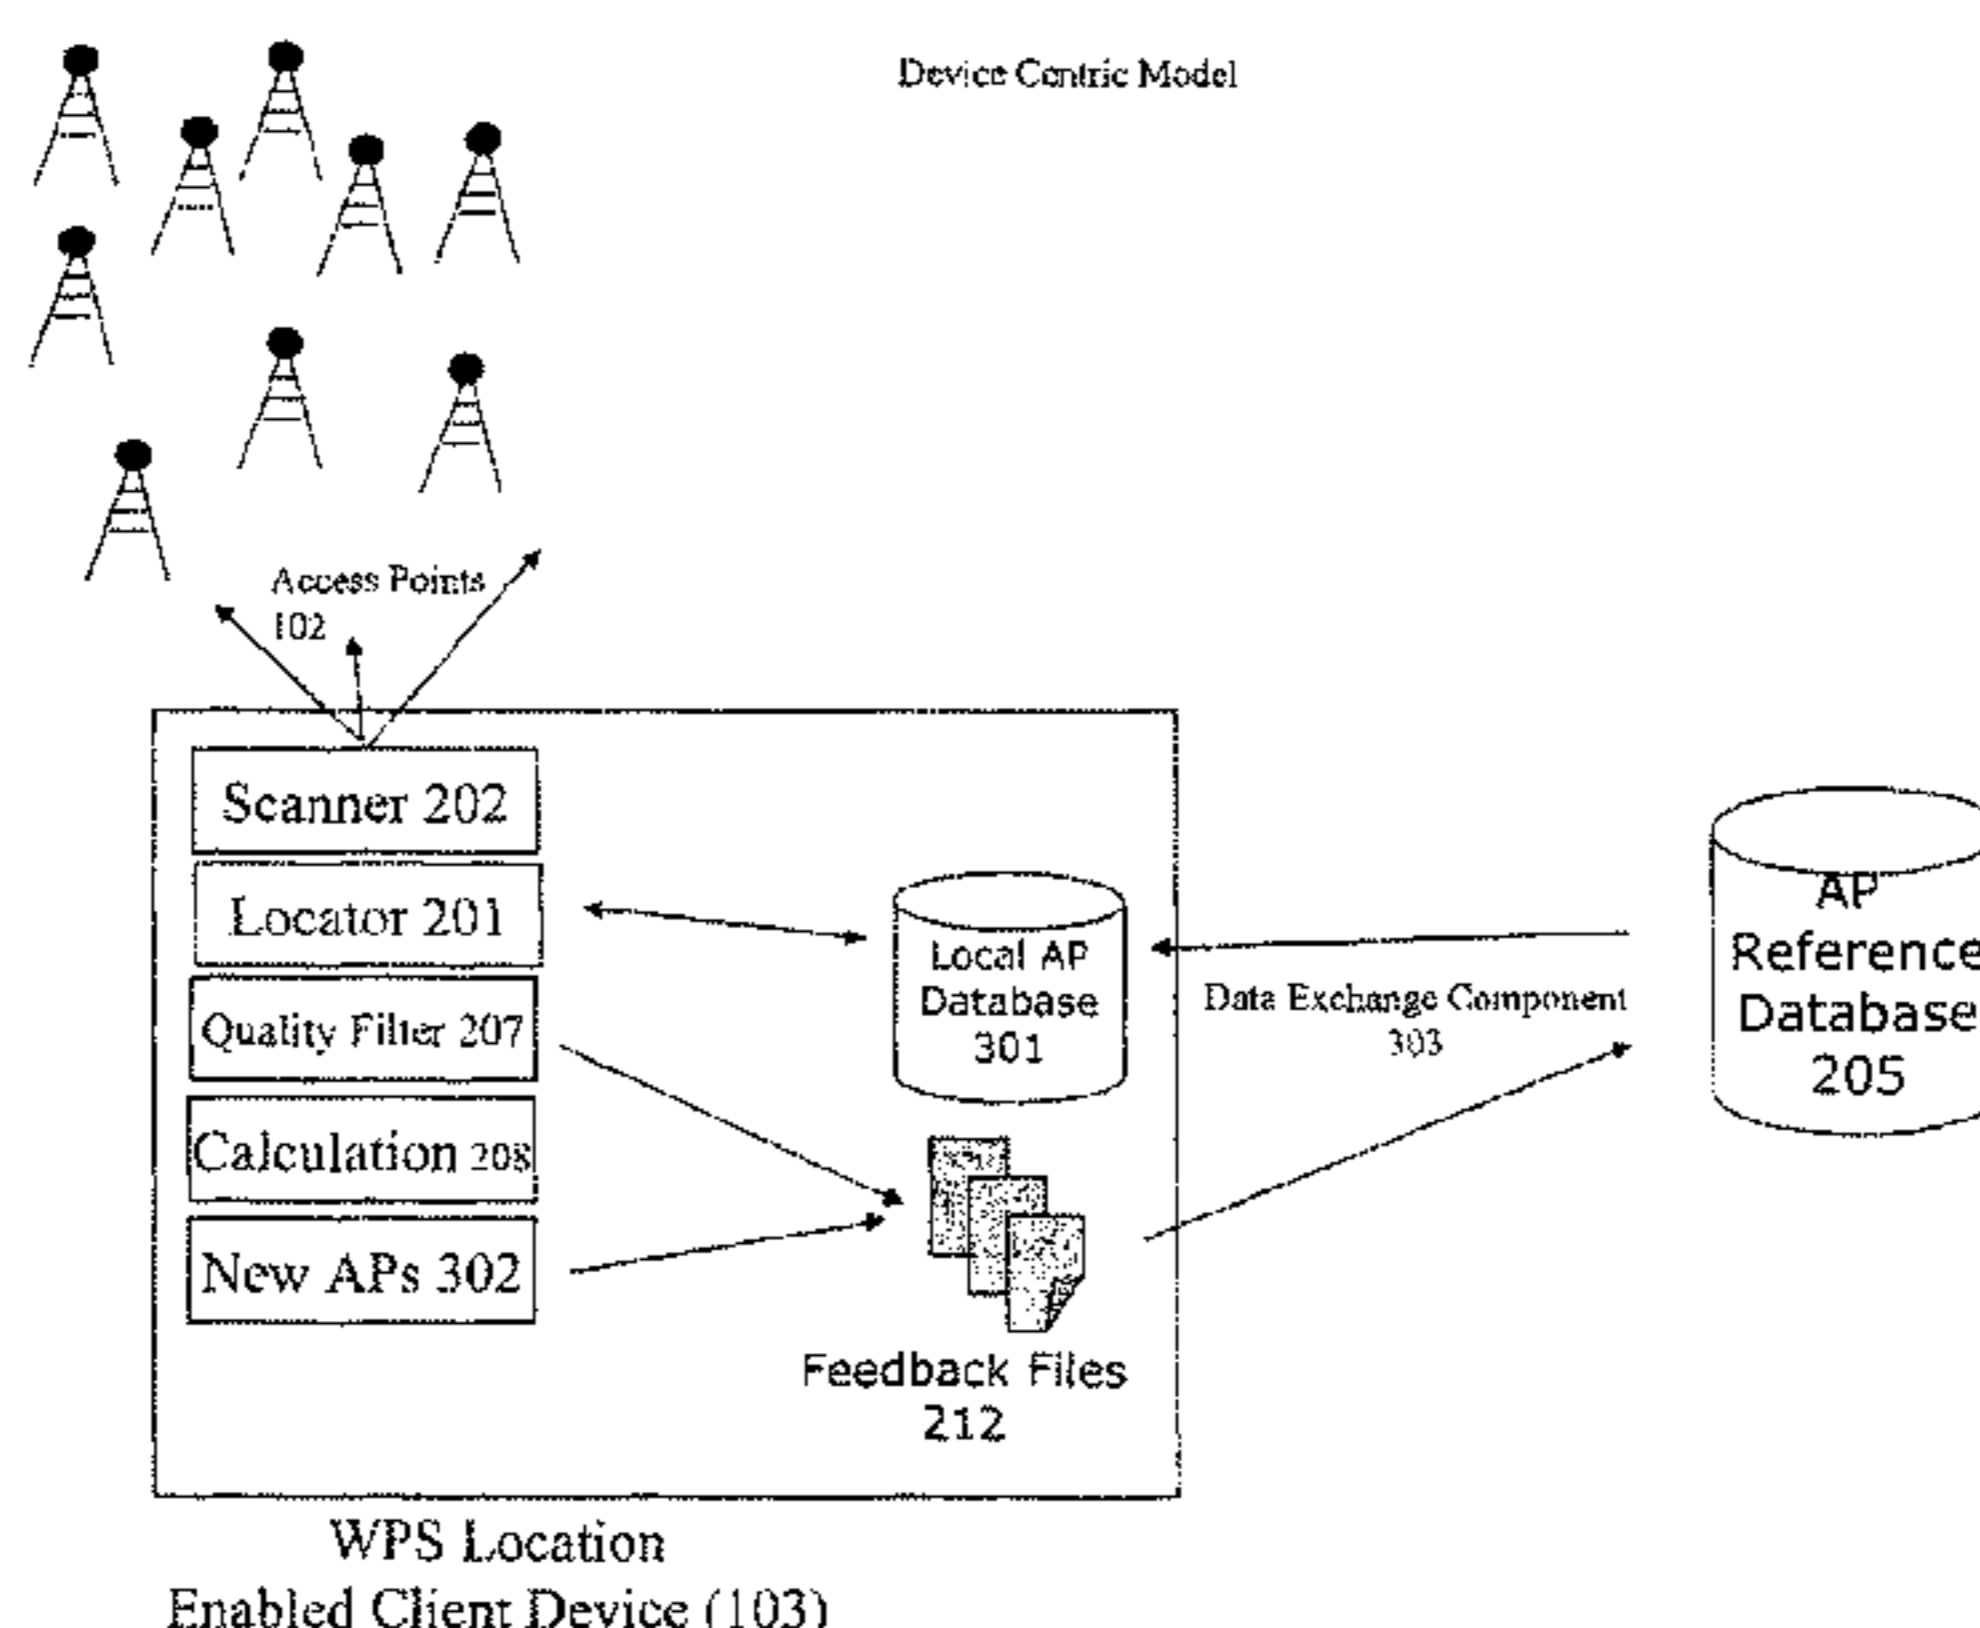 Device Centric Model
Access Points
102
Scanner 202
Locator 201
Quality Filter 207
Calculation 208
New APs 302
Local AP
Database
301
Data Exchange Component
303
AP
Reference
Database
205
Feedback Files
212
WPS Location
Enabled Client Device (103)